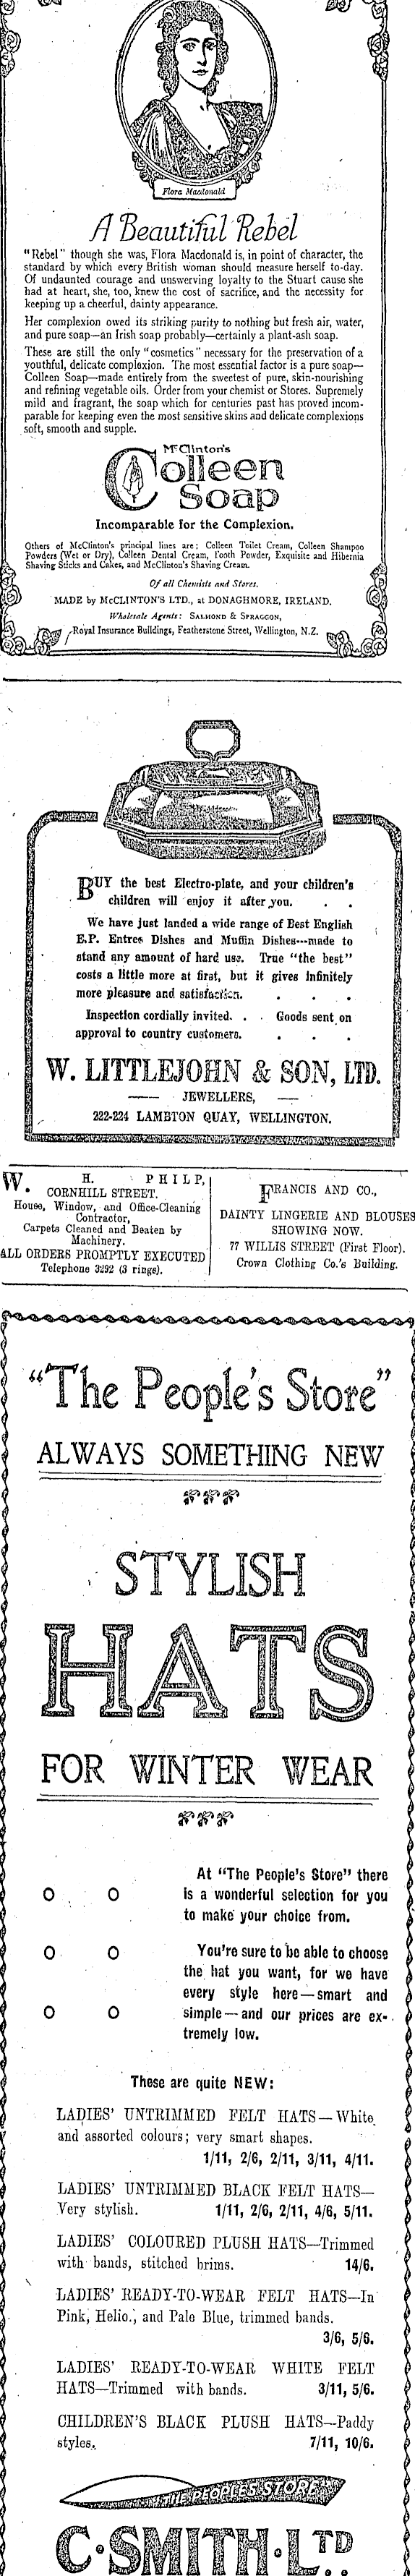 Flora Macdonald
A Beautiful Rebel
"Rebel" though she was, Flora Macdonald is, in point of character, the
standard by which every British woman should measure herself to-day.
Of undaunted courage and unswerving loyalty to the Stuart cause she
had at heart, she, too, knew the cost of sacrifice, and the necessity for
keeping up a cheerful, dainty appearance.
Her complexion owed its striking purity to nothing but fresh air, water,
and pure soap—an Irish soap probably—certainly a plant-ash soap.
These are still the only "cosmetics" necessary for the preservation of a
youthful, delicate complexion. The most essential factor is a pure soap—
Colleen Soap—made entirely from the sweetest of pure, skin-nourishing
and refining vegetable oils. Order from your chemist or Stores. Supremely
mild and fragrant, the soap which for centuries past has proved incom-
parable for keeping even the most sensitive skins and delicate complexions
soft, smooth and supple.
McClinton's
Colleen
Soap
Incomparable for the Complexion.
Others of McClinton's principal lines are: Colleen Toilet Cream, Colleen Shampoo
Powders (Wet or Dry), Colleen Dental Cream, Tooth Powder, Exquisite and Hibernia
Shaving Sticks and Cakes, and McClinton's Shaving Cream.
Of all Chemists and Stores.
MADE by McCLINTON'S LTD., at DONAGHMORE, IRELAND.
Wholesale Agents: SALMOND & SPRAGGON,
Royal Insurance Buildings, Featherstone Street, Wellington, N.Z.
BUY the best Electro-plate, and your children's
children will enjoy it after you. . .
We have just landed a wide range of Best English
E.P. Entree Dishes and Muffin Dishes---made to
stand any amount of hard use. True "the best"
costs a little more at first, but it gives infinitely
more pleasure and satisfaction. . . .
Inspection cordially invited. . . Goods sent on
approval to country customers. . . .
W. LITTLEJOHN & SON, LTD.
JEWELLERS,
222-224 LAMBTON QUAY, WELLINGTON.
W. H. PHILP,
CORNHILL STREET.
House, Window, and Office-Cleaning
Contractor,
Carpets Cleaned and Beaten by
Machinery.
ALL ORDERS PROMPTLY EXECUTED
Telephone 3292 (3 rings).
FRANCIS AND CO.,
DAINTY LINGERIE AND BLOUSES
SHOWING NOW.
77 WILLIS STREET (First Floor).
Crown Clothing Co.'s Building.
"The People's Store"
ALWAYS SOMETHING NEW
STYLISH
HATS
FOR WINTER WEAR
At "The People's Store" there
is a wonderful selection for you
to make your choice from.
You're sure to be able to choose
the hat you want, for we have
every style here—smart and
simple—and our prices are ex-
tremely low.
These are quite NEW:
LADIES' UNTRIMMED FELT HATS—White
and assorted colours; very smart shapes.
1/11, 2/6, 2/11, 3/11, 4/11.
LADIES' UNTRIMMED BLACK FELT HATS—
Very stylish. 1/11, 2/6, 2/11, 4/6, 5/11.
LADIES' COLOURED PLUSH HATS—Trimmed
with bands, stitched brims. 14/6.
LADIES' READY-TO-WEAR FELT HATS—In
Pink, Helio., and Pale Blue, trimmed bands.
3/6, 5/6.
LADIES' READY-TO-WEAR WHITE FELT
HATS—Trimmed with bands. 3/11, 5/6.
CHILDREN'S BLACK PLUSH HATS—Paddy
styles. 7/11, 10/6.
THE PEOPLES STORE
C·SMITH·LTD